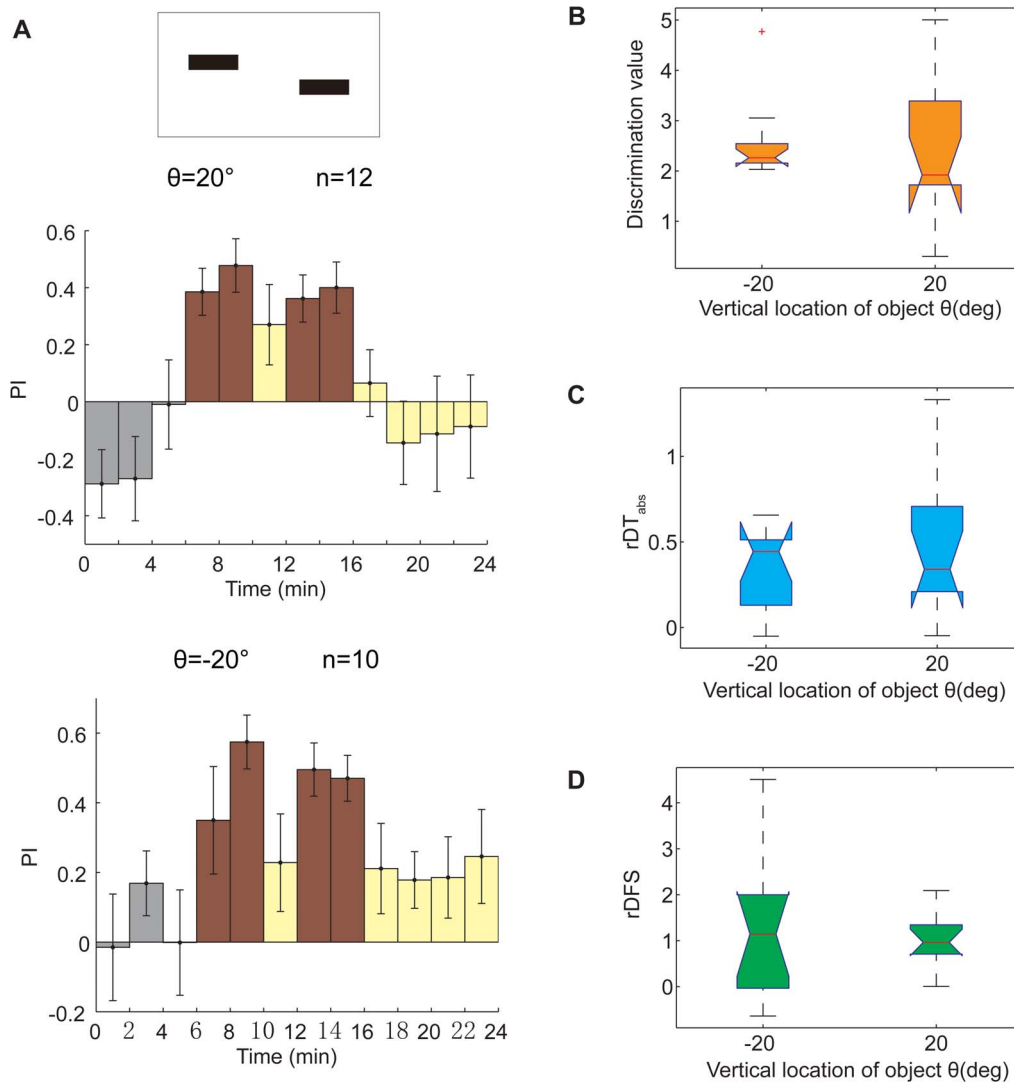 A
θ=20° n=12
0.6
0.4
0.2
0
-0.2
-0.4
PI
0 4 8 12 16 20 24
Time (min)
θ=-20° n=10
0.6
0.4
0.2
0
-0.2
PI
0 2 4 6 8 10 12 14 16 18 20 22 24
Time (min)
B
5
4
3
2
1
Discrimination value
-20 20
Vertical location of object θ(deg)
C
1
0.5
0
rDTabs
-20 20
Vertical location of object θ(deg)
D
4
3
2
1
0
rDFS
-20 20
Vertical location of object θ(deg)